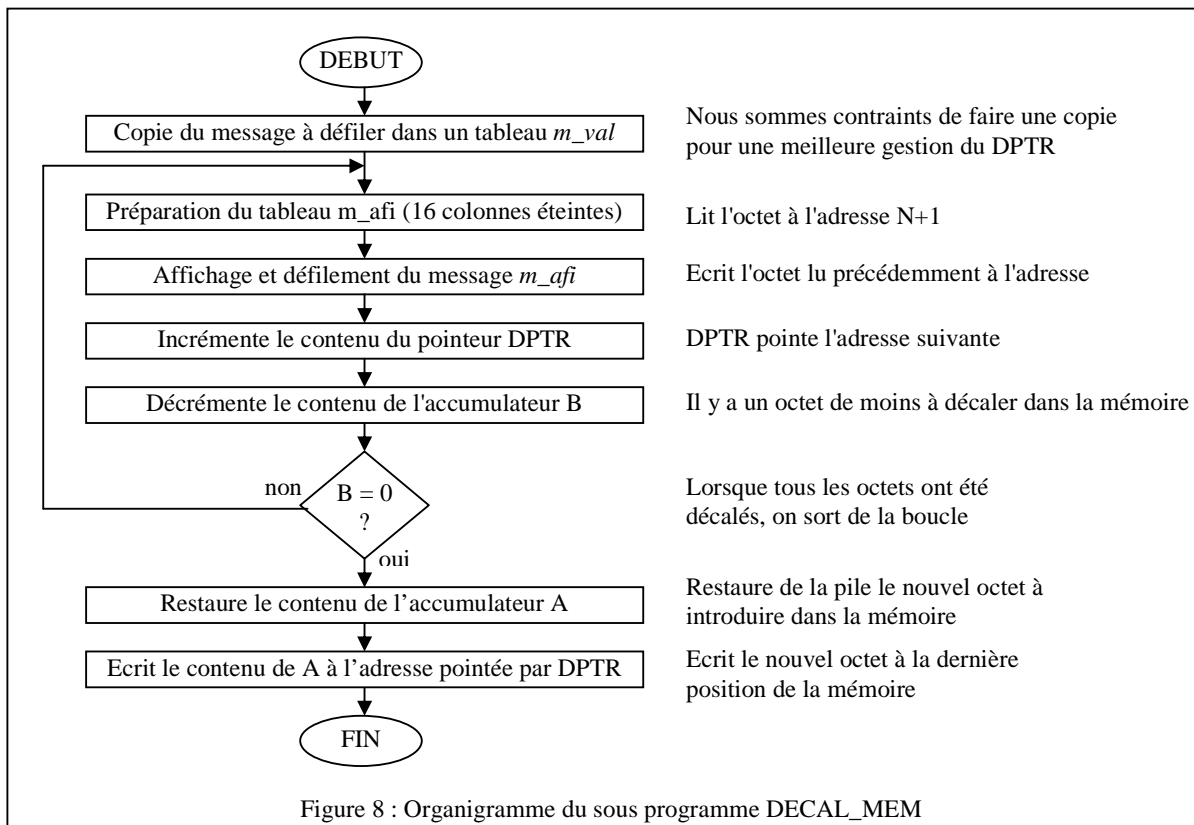 DEBUT
Copie du message à défiler dans un tableau m_val
Nous sommes contraints de faire une copie
pour une meilleure gestion du DPTR
Préparation du tableau m_afi (16 colonnes éteintes)
Lit l'octet à l'adresse N+1
Affichage et défilement du message m_afi
Ecrit l'octet lu précédemment à l'adresse
Incrémente le contenu du pointeur DPTR
DPTR pointe l'adresse suivante
Décrémente le contenu de l'accumulateur B
Il y a un octet de moins à décaler dans la mémoire
non
B = 0
?
oui
Lorsque tous les octets ont été
décalés, on sort de la boucle
Restaure le contenu de l’accumulateur A
Restaure de la pile le nouvel octet à
introduire dans la mémoire
Ecrit le contenu de A à l’adresse pointée par DPTR
Ecrit le nouvel octet à la dernière
position de la mémoire
FIN
Figure 8 : Organigramme du sous programme DECAL_MEM